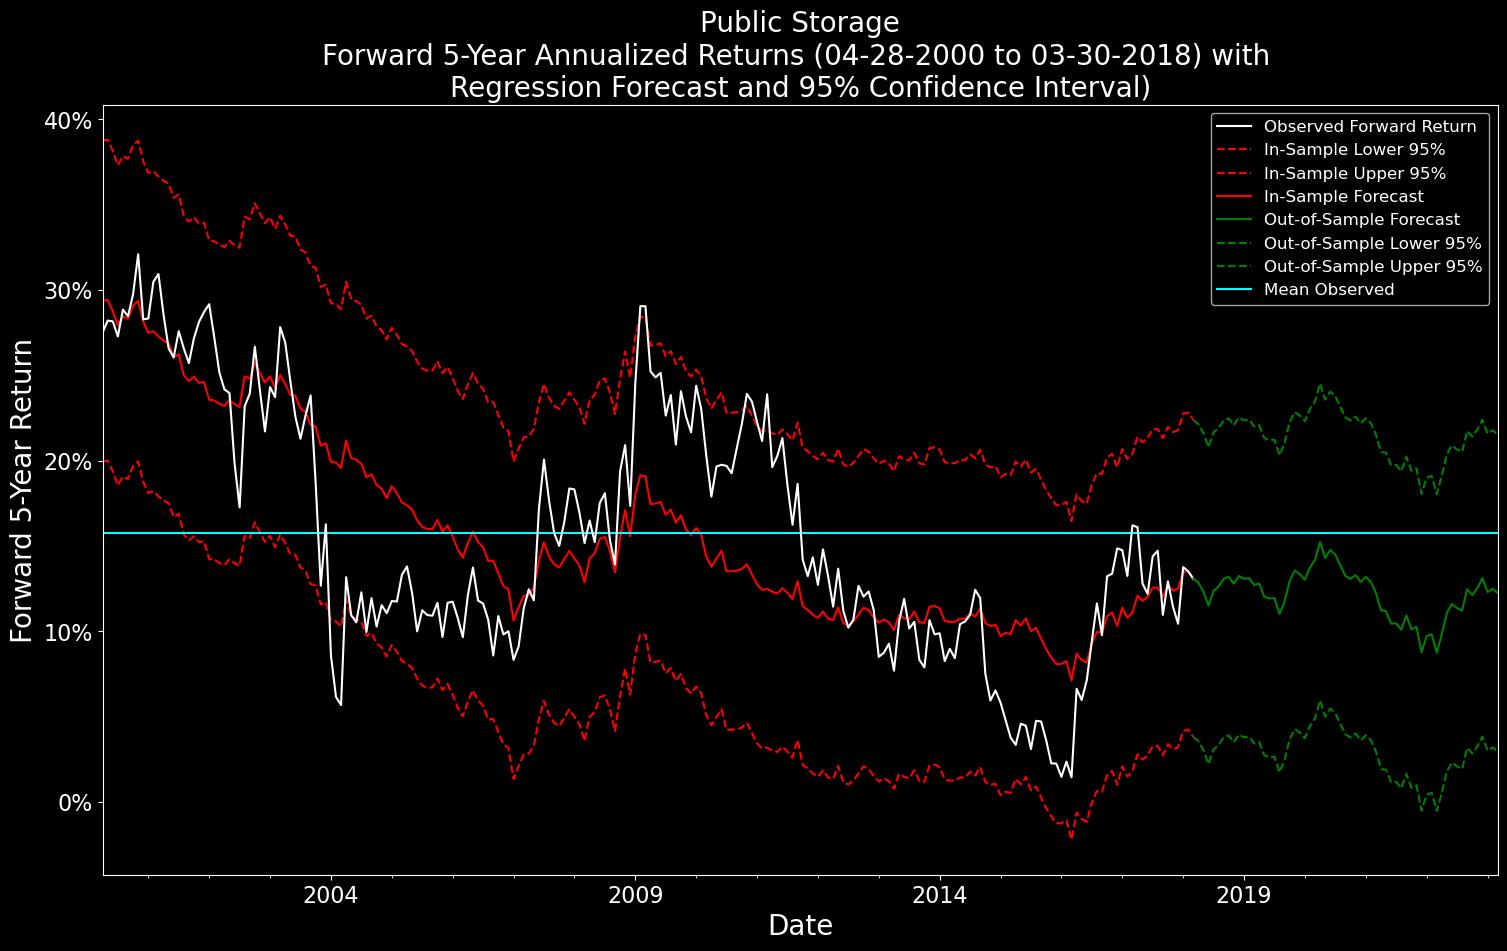 Public Storage
Forward 5-Year Annualized Returns (04-28-2000 to 03-30-2018) with
Regression Forecast and 95% Confidence Interval)
Forward 5-Year Return
40%
30%
20%
10%
0%
Observed Forward Return
In-Sample Lower 95%
In-Sample Upper 95%
In-Sample Forecast
Out-of-Sample Forecast
Out-of-Sample Lower 95%
Out-of-Sample Upper 95%
Mean Observed
2004 2009 2014 2019
Date